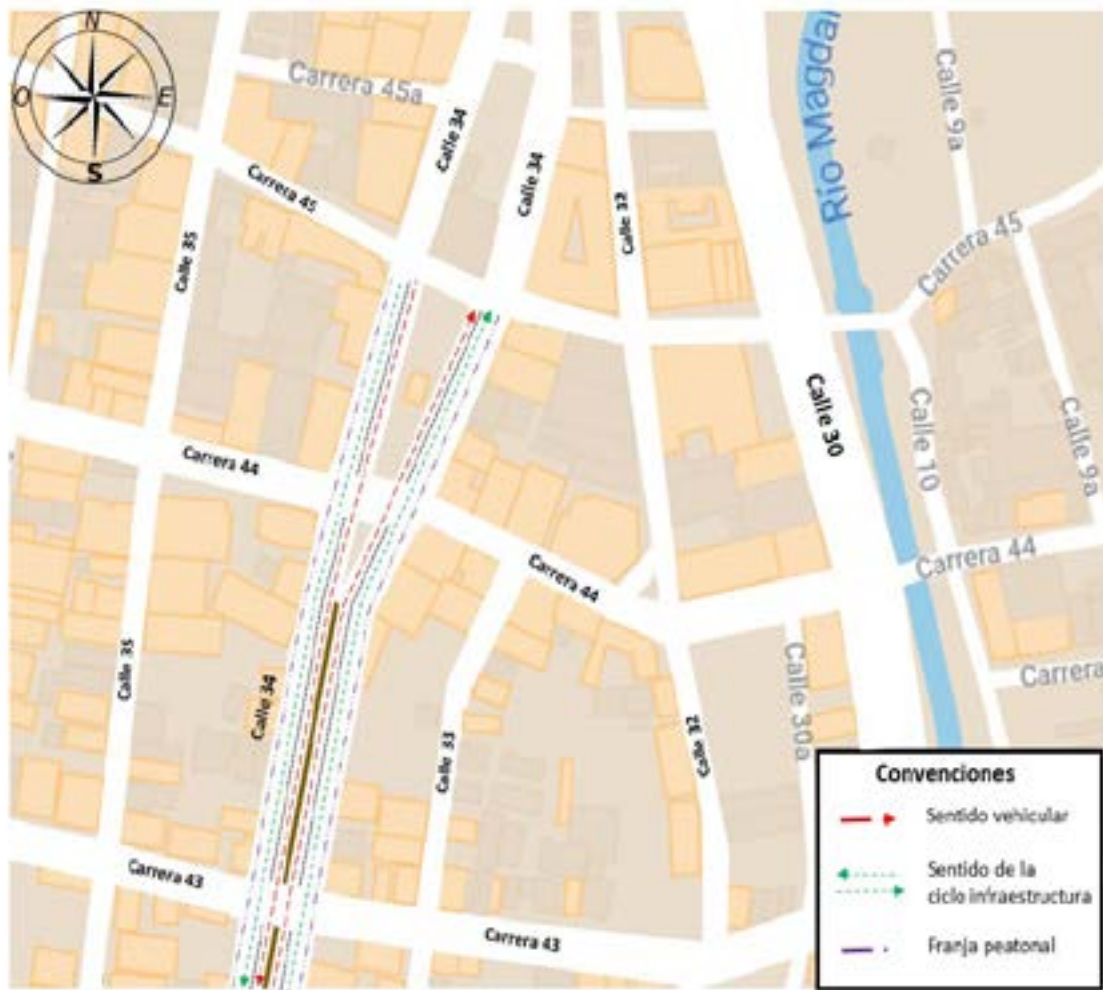 N
O
E
S
Carrera 45a
Calle 34
Calle 34
Calle 9a
Río Magdal
Carrera 45
Calle 35
Calle 32
Carrera 45
Calle 30
Calle 10
Calle 9a
Carrera 44
Carrera 44
Carrera 44
Calle 35
Calle 34
Calle 33
Calle 32
Calle 30a
Carrera
Carrera 43
Carrera 43
Convenciones
Sentido vehicular
Sentido de la
ciclo infraestructura
Franja peatonal